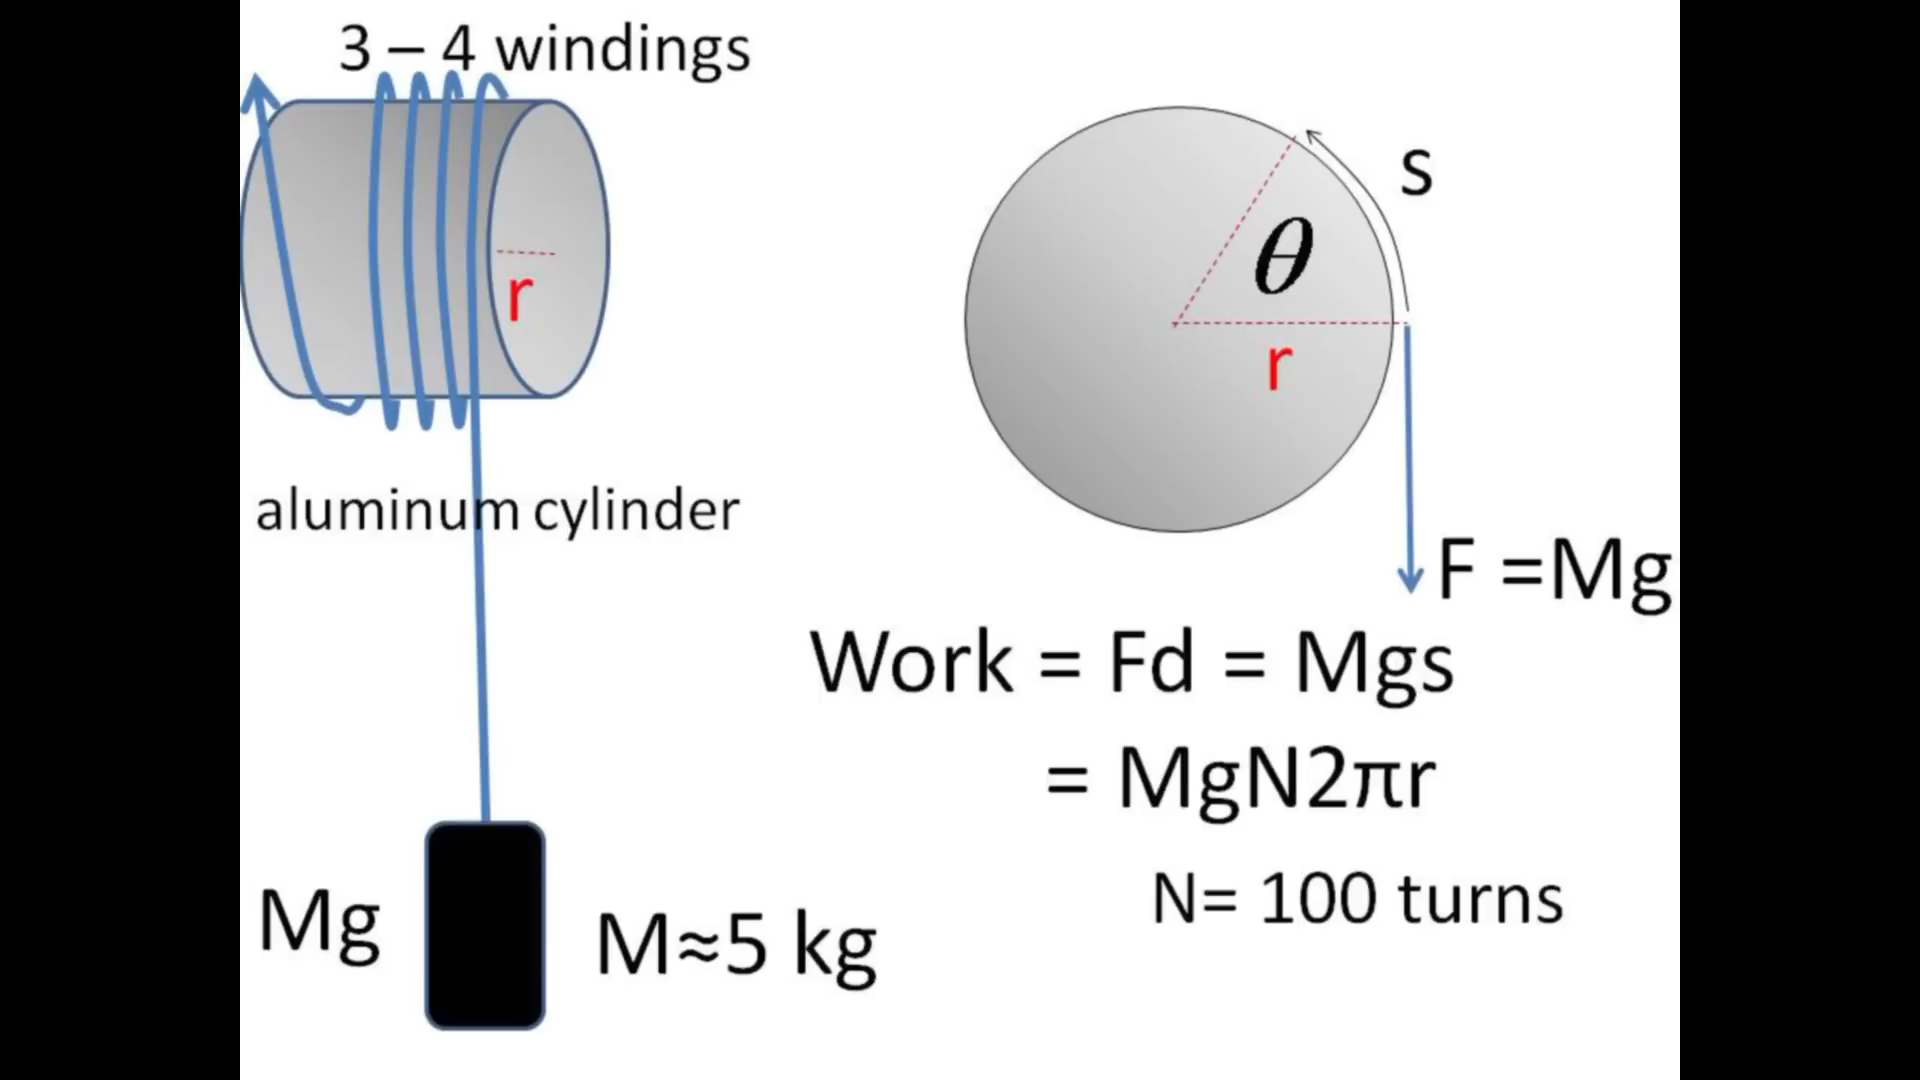 3 – 4 windings
r
aluminum cylinder
Mg
M≈5 kg
s
θ
r
F =Mg
Work = Fd = Mgs
= MgN2πr
N= 100 turns